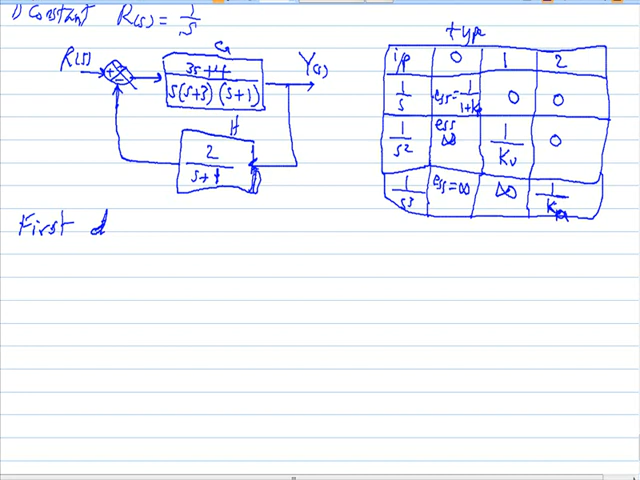 1) Constant R(s) = 1/s
R(s) + - G 3s+4 / s(s+3)(s+1) Y(s)
H 2 / s+1
First d
type
i/p 0 1 2
1/s ess = 1/1+Kp 0 0
1/s² ess ∞ 1/Kv 0
1/s³ ess = ∞ ∞ 1/Ka